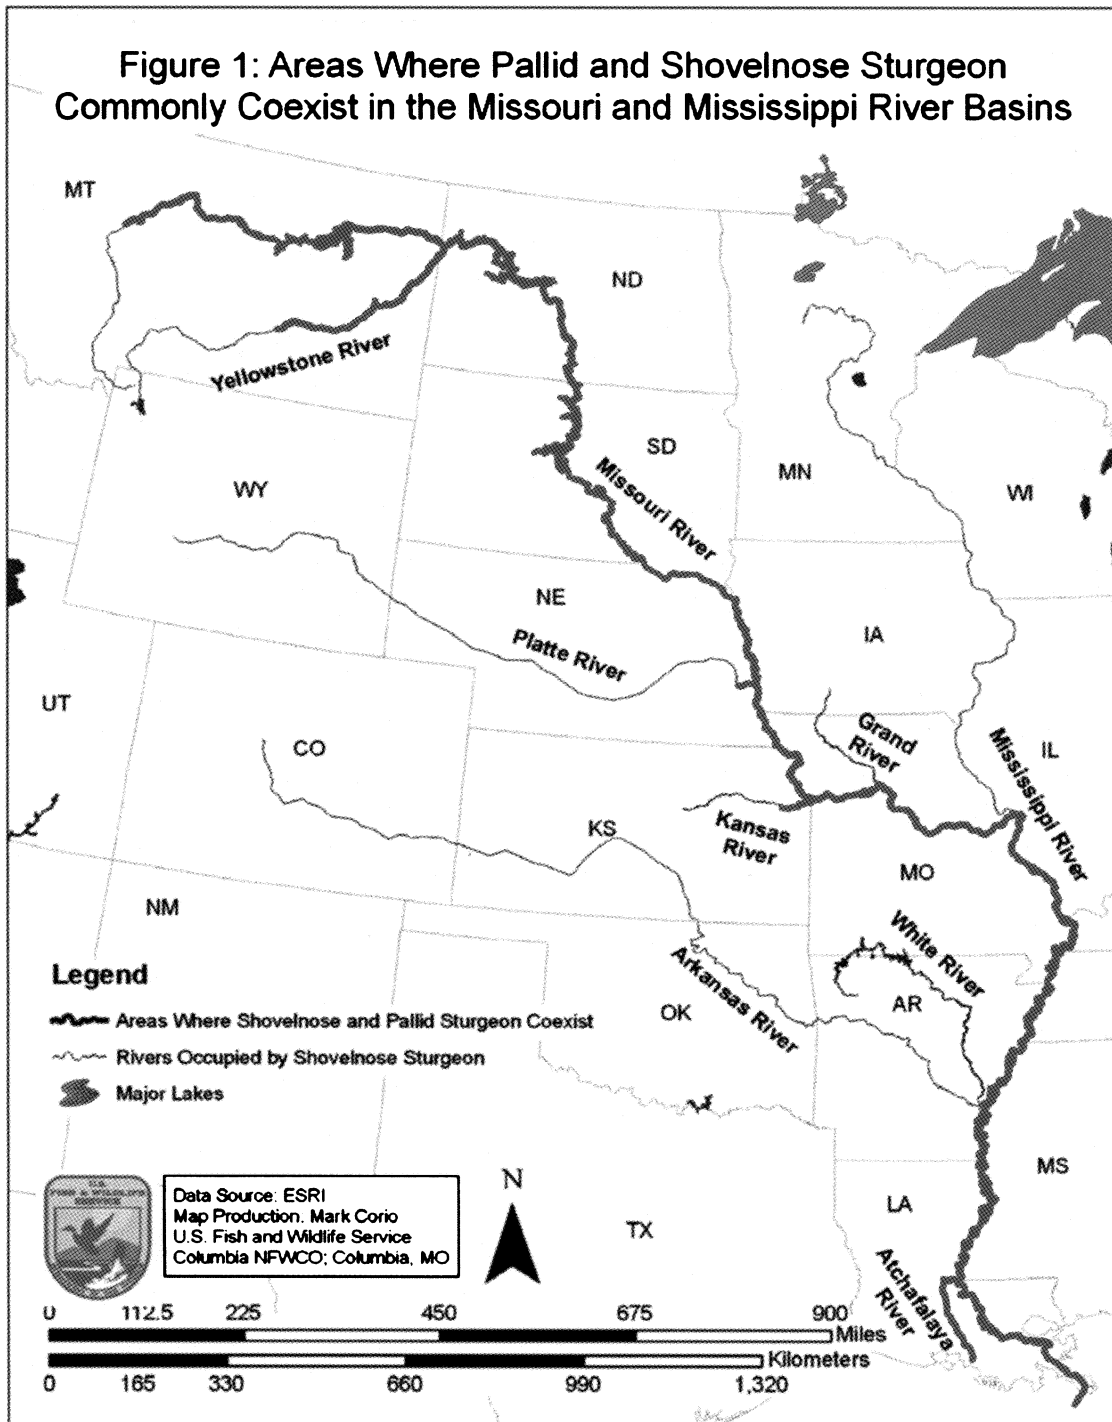 Figure 1: Areas Where Pallid and Shovelnose Sturgeon
Commonly Coexist in the Missouri and Mississippi River Basins
MT
ND
Yellowstone River
SD
MN
WI
WY
Missouri River
NE
IA
Platte River
UT
CO
Grand
River
IL
Mississippi River
KS
Kansas
River
MO
NM
White River
Legend
Arkansas River
AR
OK
Areas Where Shovelnose and Pallid Sturgeon Coexist
Rivers Occupied by Shovelnose Sturgeon
Major Lakes
MS
LA
TX
Atchafalaya
River
N
U.S.
FISH & WILDLIFE
SERVICE
Data Source: ESRI
Map Production. Mark Corio
U.S. Fish and Wildlife Service
Columbia NFWCO; Columbia, MO
0 112.5 225 450 675 900
Miles
Kilometers
0 165 330 660 990 1,320